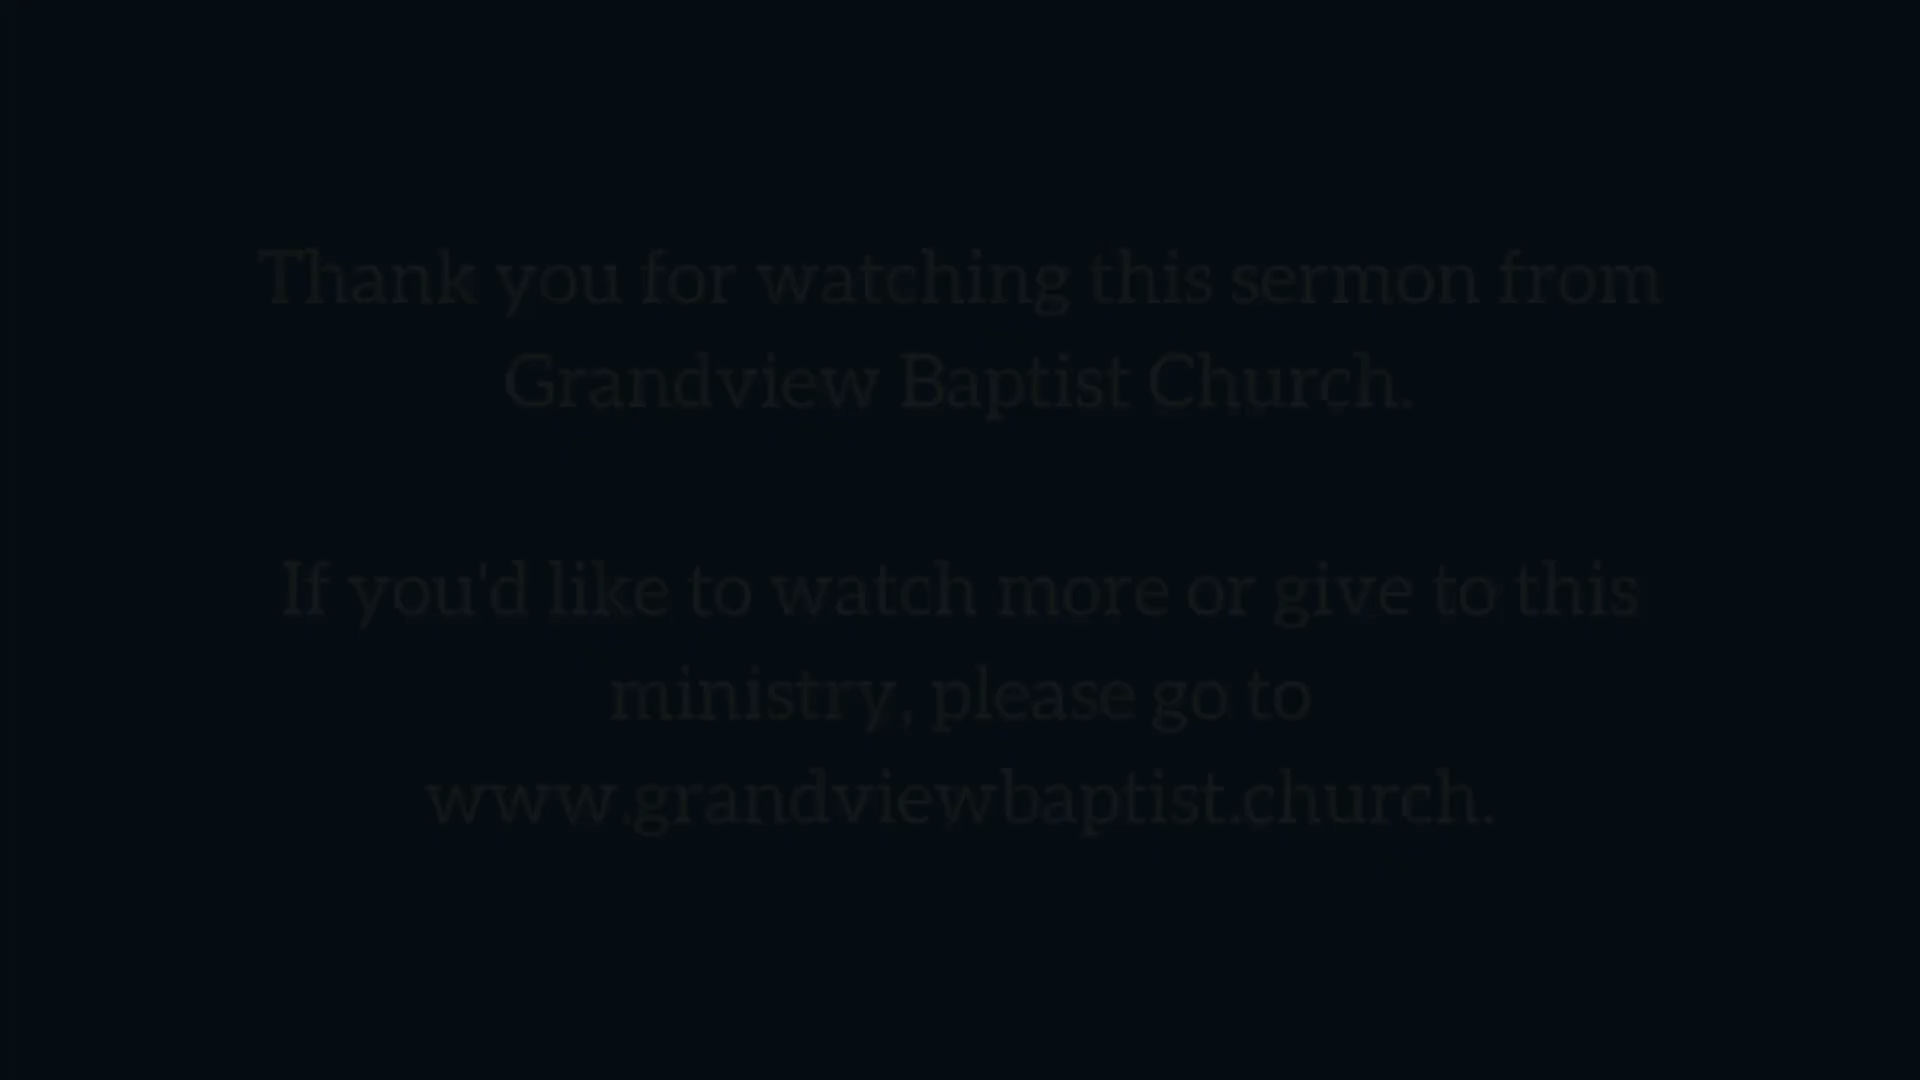 Thank you for watching this sermon from
Grandview Baptist Church.
If you'd like to watch more or give to this
ministry, please go to
www.grandviewbaptist.church.